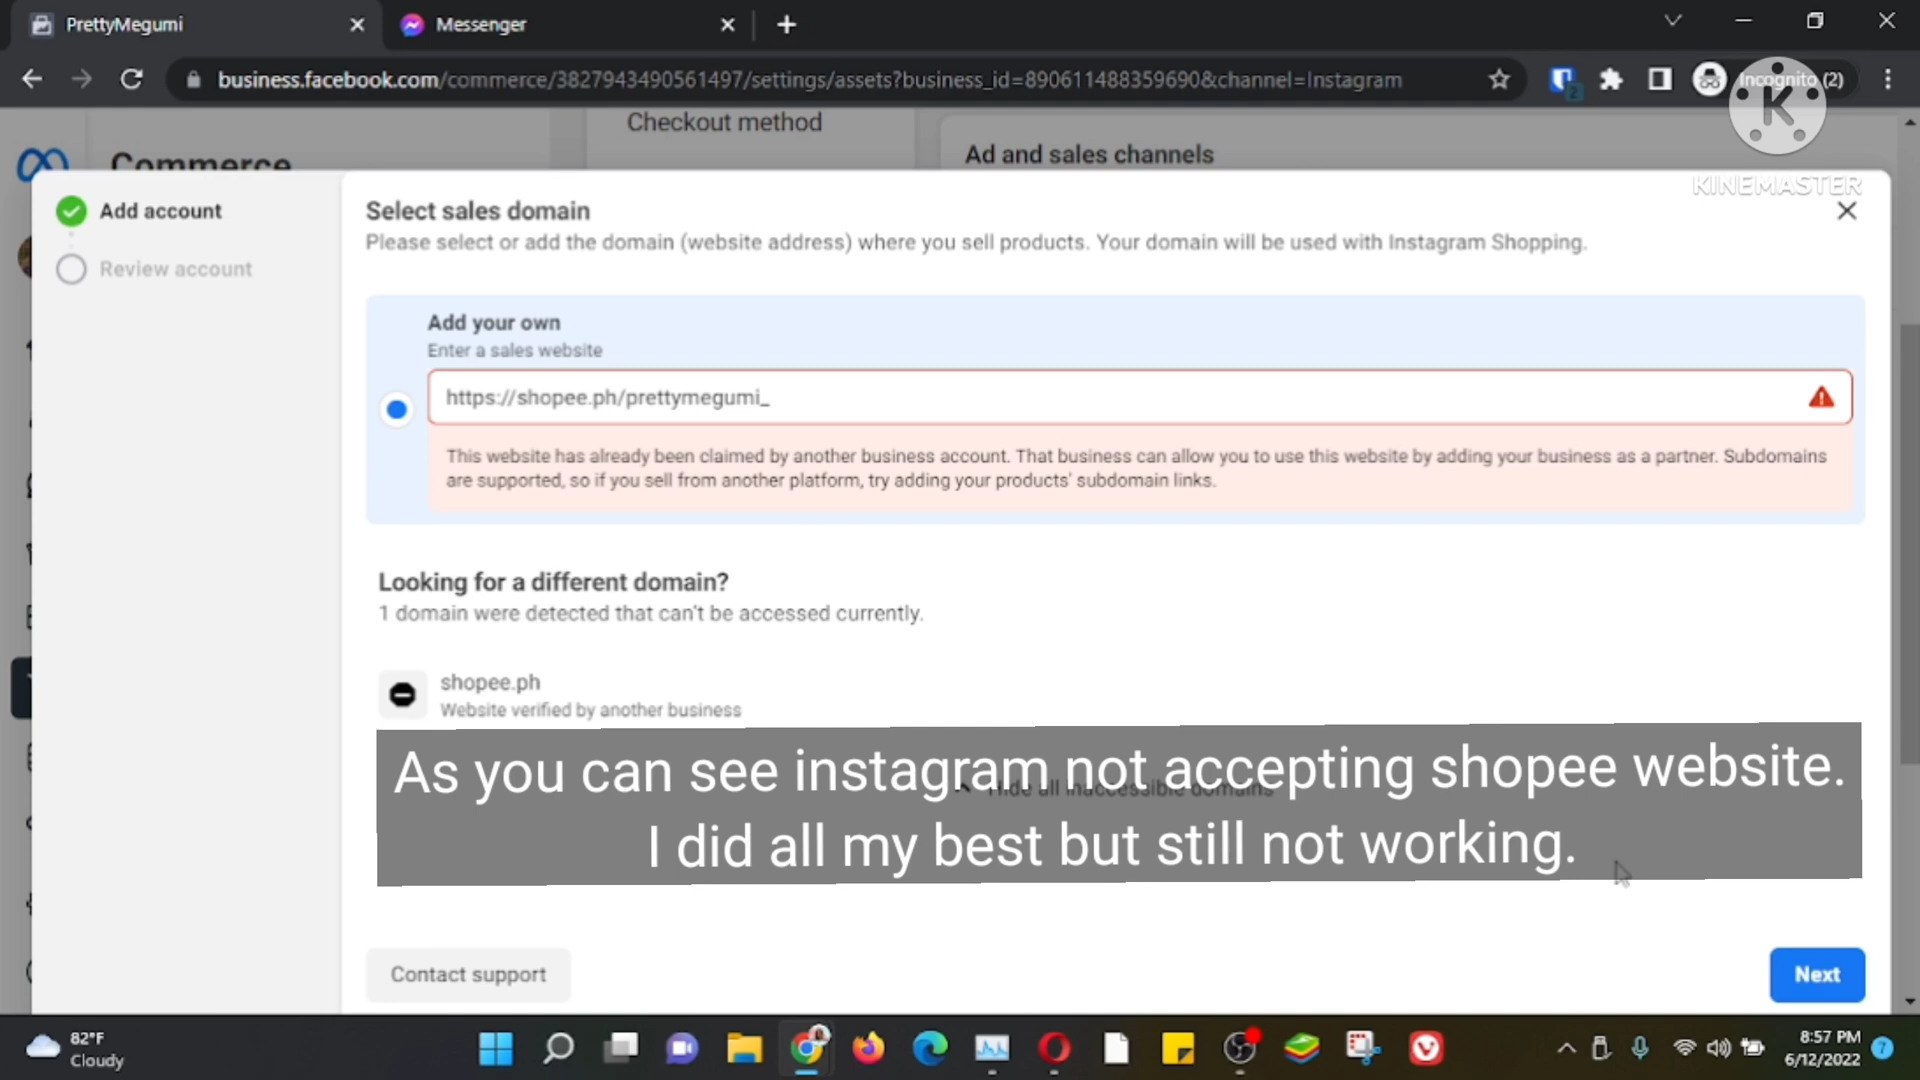 PrettyMegumi
Messenger
business.facebook.com/commerce/3827943490561497/settings/assets?business_id=890611488359690&channel=Instagram
Incognito (2)
K
KINEMASTER
Checkout method
Commerce
Ad and sales channels
Add account
Review account
Select sales domain
Please select or add the domain (website address) where you sell products. Your domain will be used with Instagram Shopping.
Add your own
Enter a sales website
https://shopee.ph/prettymegumi_
This website has already been claimed by another business account. That business can allow you to use this website by adding your business as a partner. Subdomains
are supported, so if you sell from another platform, try adding your products' subdomain links.
Looking for a different domain?
1 domain were detected that can't be accessed currently.
shopee.ph
Website verified by another business
Hide all inaccessible domains
As you can see instagram not accepting shopee website.
I did all my best but still not working.
Contact support
Next
82°F
Cloudy
8:57 PM
6/12/2022
7